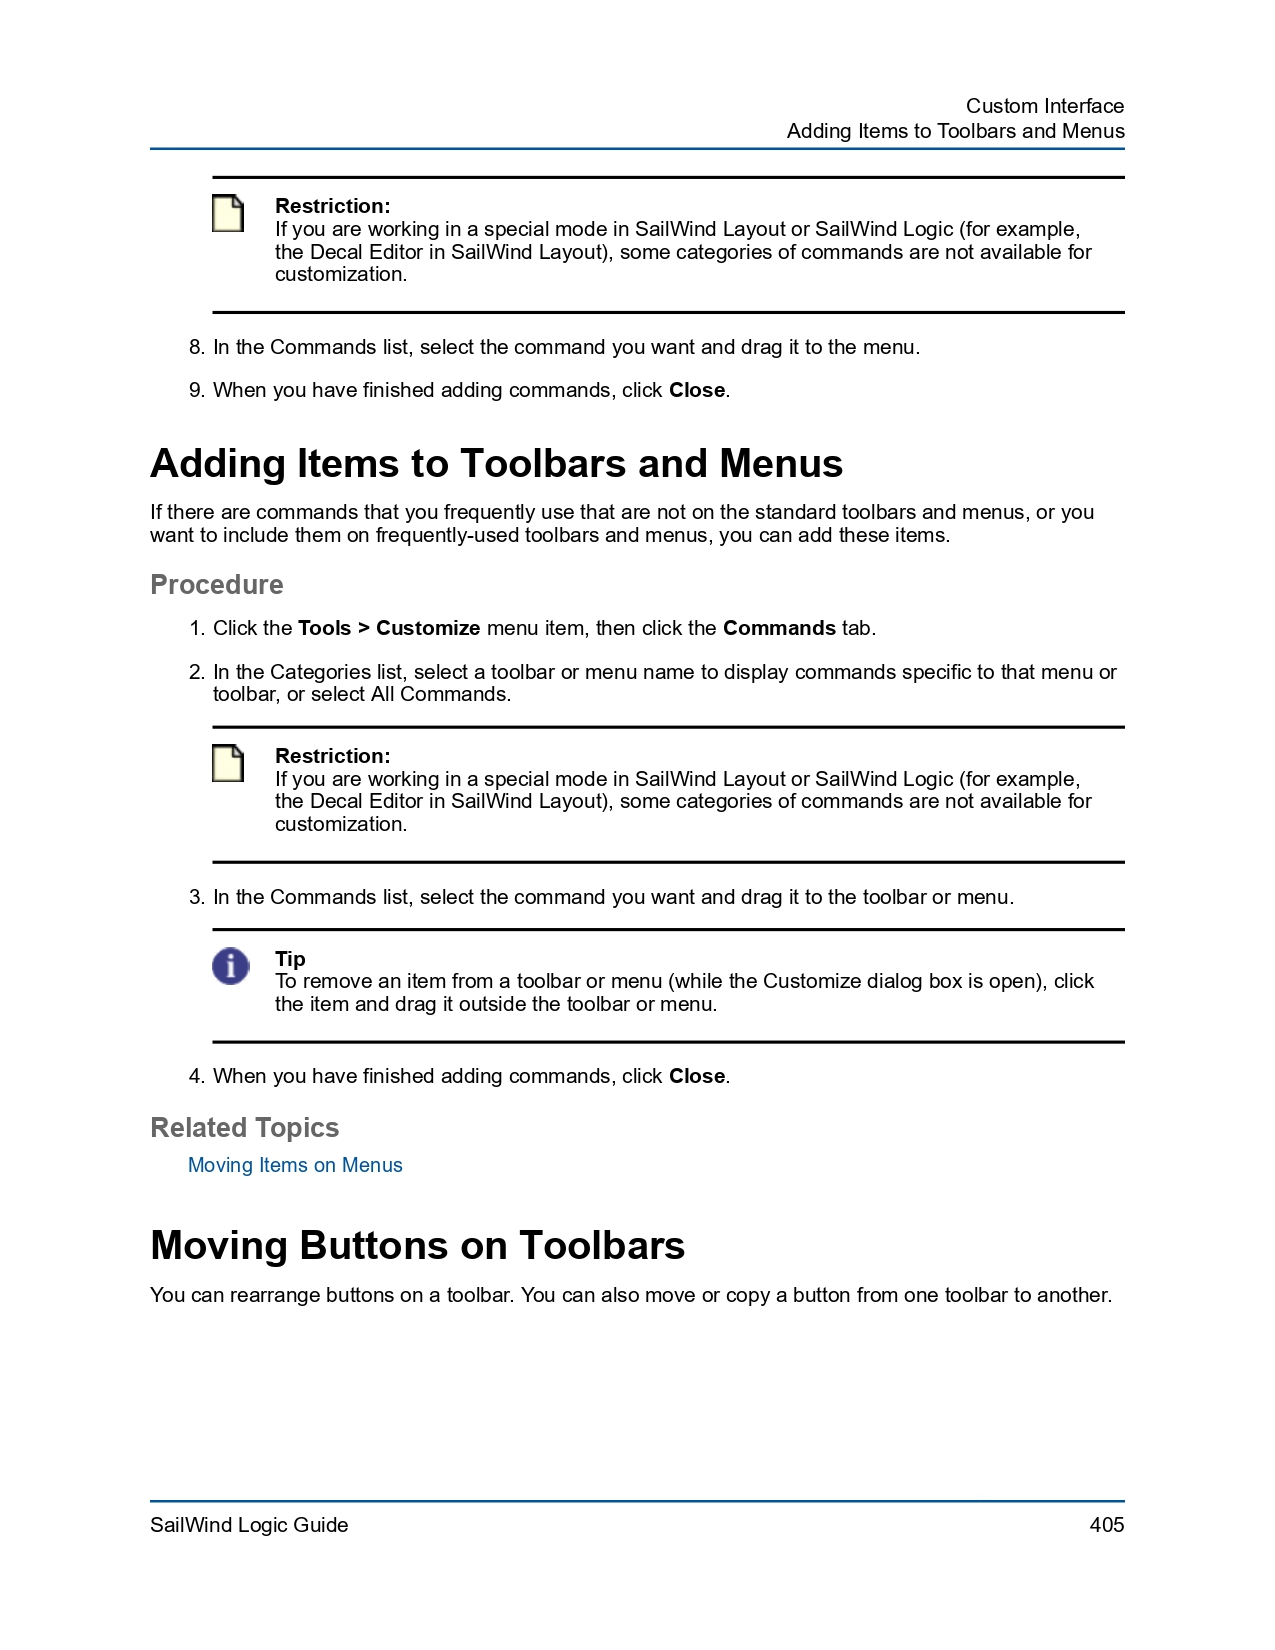 Custom Interface
Adding Items to Toolbars and Menus
Restriction:
If you are working in a special mode in SailWind Layout or SailWind Logic (for example,
the Decal Editor in SailWind Layout), some categories of commands are not available for
customization.
8. In the Commands list, select the command you want and drag it to the menu.
9. When you have finished adding commands, click Close.
Adding Items to Toolbars and Menus
If there are commands that you frequently use that are not on the standard toolbars and menus, or you
want to include them on frequently-used toolbars and menus, you can add these items.
Procedure
1. Click the Tools > Customize menu item, then click the Commands tab.
2. In the Categories list, select a toolbar or menu name to display commands specific to that menu or
toolbar, or select All Commands.
Restriction:
If you are working in a special mode in SailWind Layout or SailWind Logic (for example,
the Decal Editor in SailWind Layout), some categories of commands are not available for
customization.
3. In the Commands list, select the command you want and drag it to the toolbar or menu.
Tip
To remove an item from a toolbar or menu (while the Customize dialog box is open), click
the item and drag it outside the toolbar or menu.
4. When you have finished adding commands, click Close.
Related Topics
Moving Items on Menus
Moving Buttons on Toolbars
You can rearrange buttons on a toolbar. You can also move or copy a button from one toolbar to another.
SailWind Logic Guide
405